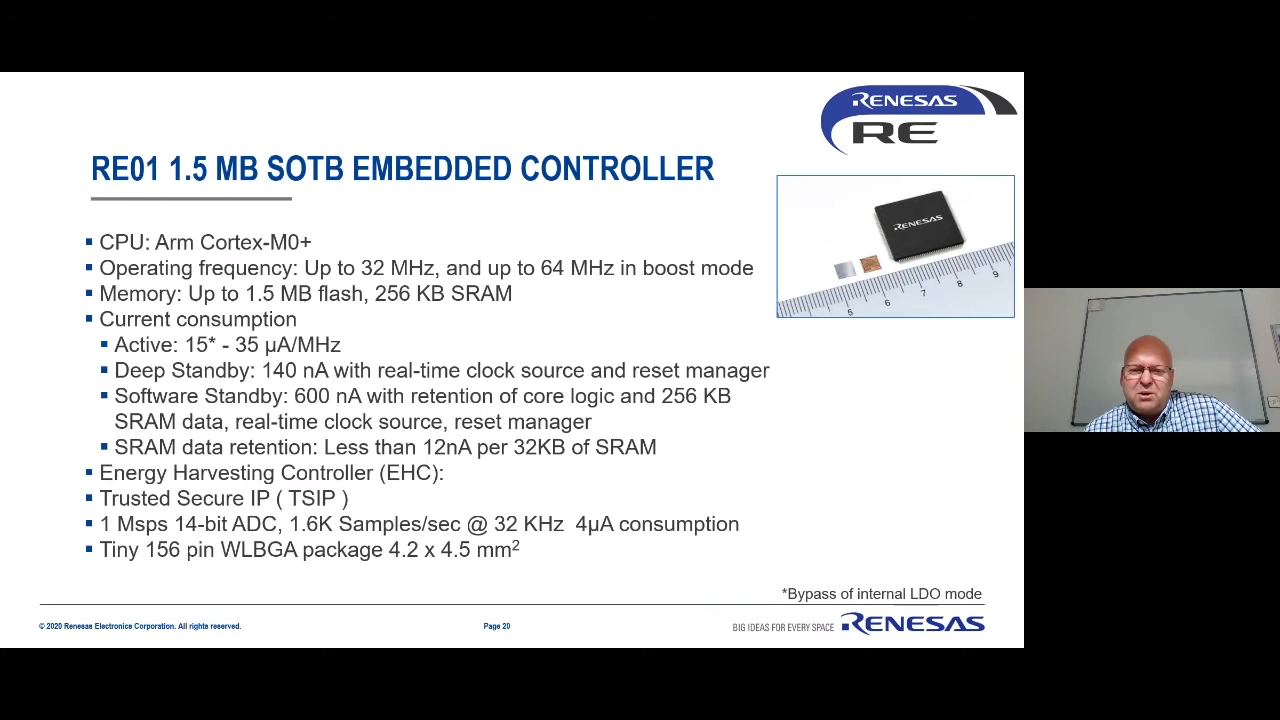 RENESAS
RE
RE01 1.5 MB SOTB EMBEDDED CONTROLLER
RENESAS
5 6 7 8 9
▪ CPU: Arm Cortex-M0+
▪ Operating frequency: Up to 32 MHz, and up to 64 MHz in boost mode
▪ Memory: Up to 1.5 MB flash, 256 KB SRAM
▪ Current consumption
▪ Active: 15* - 35 µA/MHz
▪ Deep Standby: 140 nA with real-time clock source and reset manager
▪ Software Standby: 600 nA with retention of core logic and 256 KB
SRAM data, real-time clock source, reset manager
▪ SRAM data retention: Less than 12nA per 32KB of SRAM
▪ Energy Harvesting Controller (EHC):
▪ Trusted Secure IP ( TSIP )
▪ 1 Msps 14-bit ADC, 1.6K Samples/sec @ 32 KHz  4µA consumption
▪ Tiny 156 pin WLBGA package 4.2 x 4.5 mm²
*Bypass of internal LDO mode
© 2020 Renesas Electronics Corporation. All rights reserved.
Page 20
BIG IDEAS FOR EVERY SPACE RENESAS